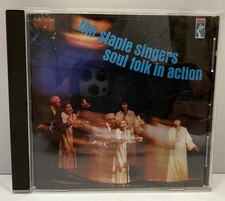 the staple singers
soul folk in action